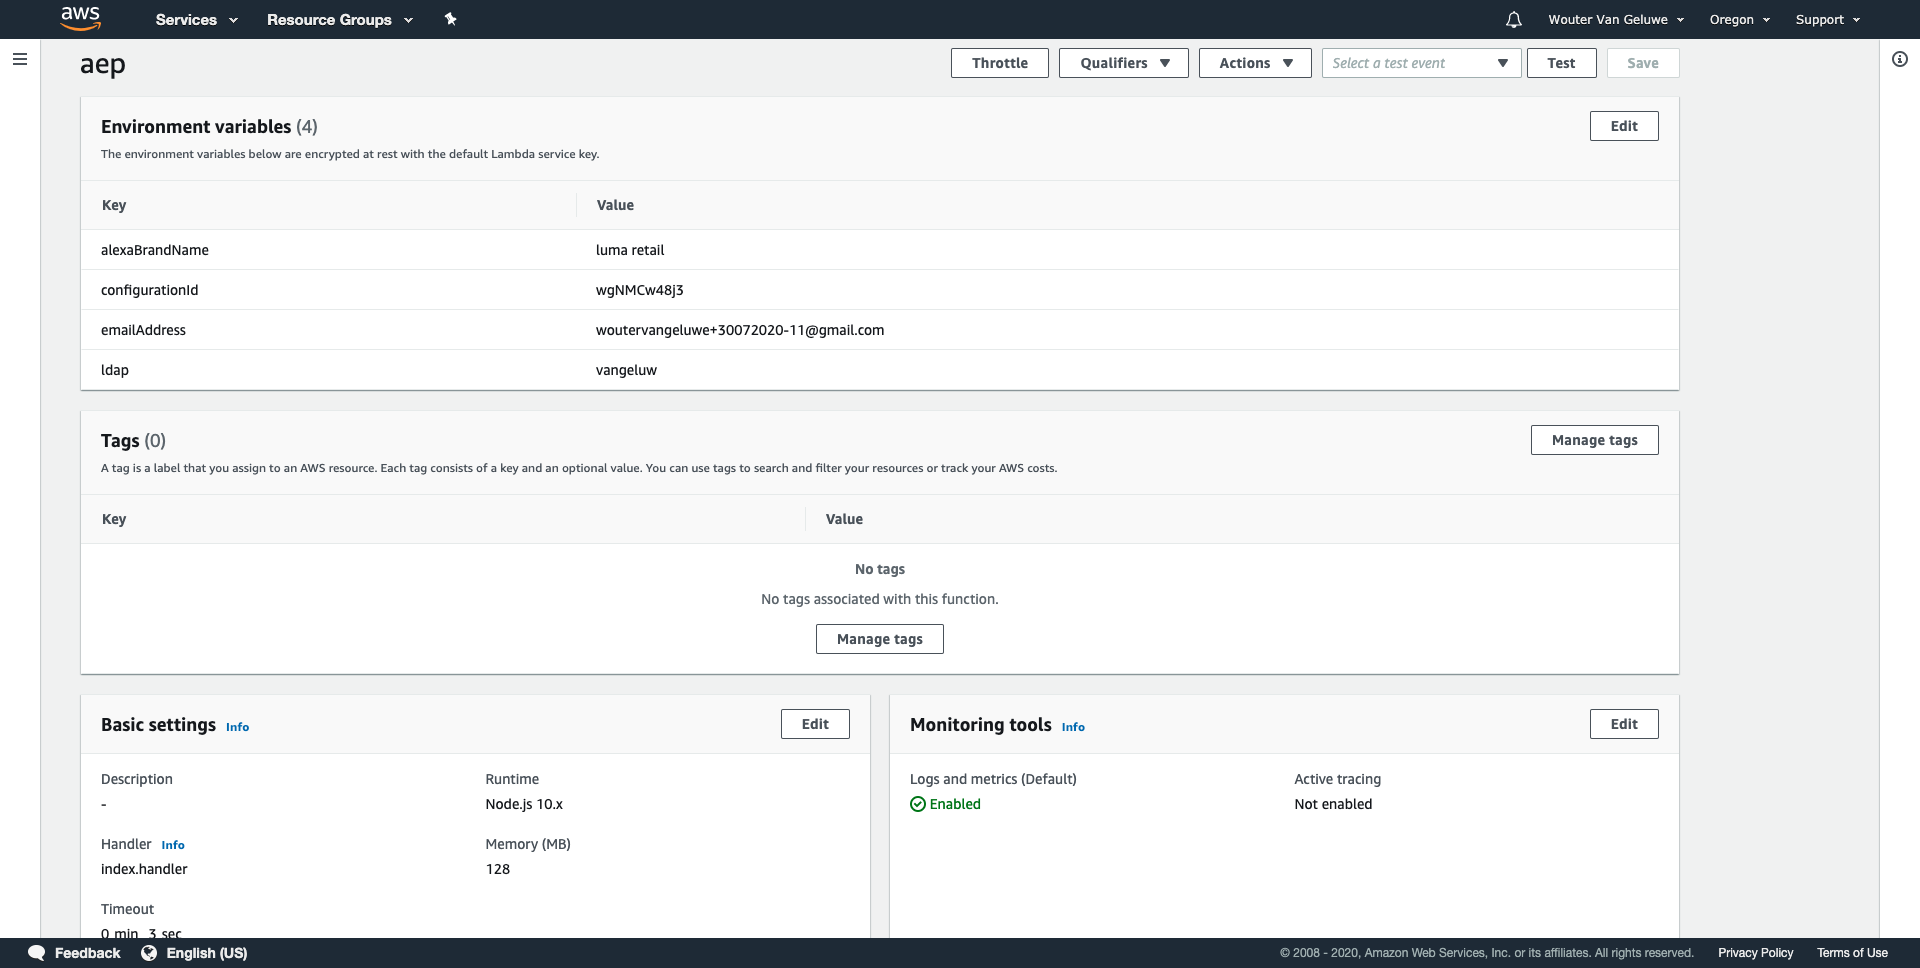 aws Services Resource Groups Wouter Van Geluwe Oregon Support
aep Throttle Qualifiers Actions Select a test event Test Save
Environment variables (4) Edit
The environment variables below are encrypted at rest with the default Lambda service key.
Key Value
alexaBrandName luma retail
configurationId wgNMCw48j3
emailAddress woutervangeluwe+30072020-11@gmail.com
ldap vangeluw
Tags (0) Manage tags
A tag is a label that you assign to an AWS resource. Each tag consists of a key and an optional value. You can use tags to search and filter your resources or track your AWS costs.
Key Value
No tags
No tags associated with this function.
Manage tags
Basic settings Info Edit
Description Runtime
- Node.js 10.x
Handler Info Memory (MB)
index.handler 128
Timeout
0 min 3 sec
Monitoring tools Info Edit
Logs and metrics (Default) Active tracing
Enabled Not enabled
Feedback English (US) © 2008 - 2020, Amazon Web Services, Inc. or its affiliates. All rights reserved. Privacy Policy Terms of Use